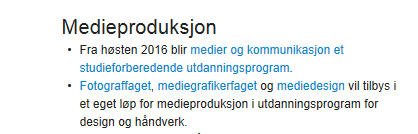 Medieproduksjon
• Fra høsten 2016 blir medier og kommunikasjon et
studieforberedende utdanningsprogram.
• Fotograffaget, mediegrafikerfaget og mediedesign vil tilbys i
et eget løp for medieproduksjon i utdanningsprogram for
design og håndverk.